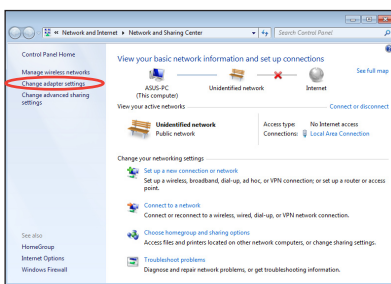 « Network and Internet ▸ Network and Sharing Center
Search Control Panel
Control Panel Home
Manage wireless networks
Change adapter settings
Change advanced sharing
settings
See also
HomeGroup
Internet Options
Windows Firewall
View your basic network information and set up connections
See full map
ASUS-PC
(This computer)
Unidentified network
Internet
View your active networks
Connect or disconnect
Unidentified network
Public network
Access type: No Internet access
Connections: Local Area Connection
Change your networking settings
Set up a new connection or network
Set up a wireless, broadband, dial-up, ad hoc, or VPN connection; or set up a router or access
point.
Connect to a network
Connect or reconnect to a wireless, wired, dial-up, or VPN network connection.
Choose homegroup and sharing options
Access files and printers located on other network computers, or change sharing settings.
Troubleshoot problems
Diagnose and repair network problems, or get troubleshooting information.